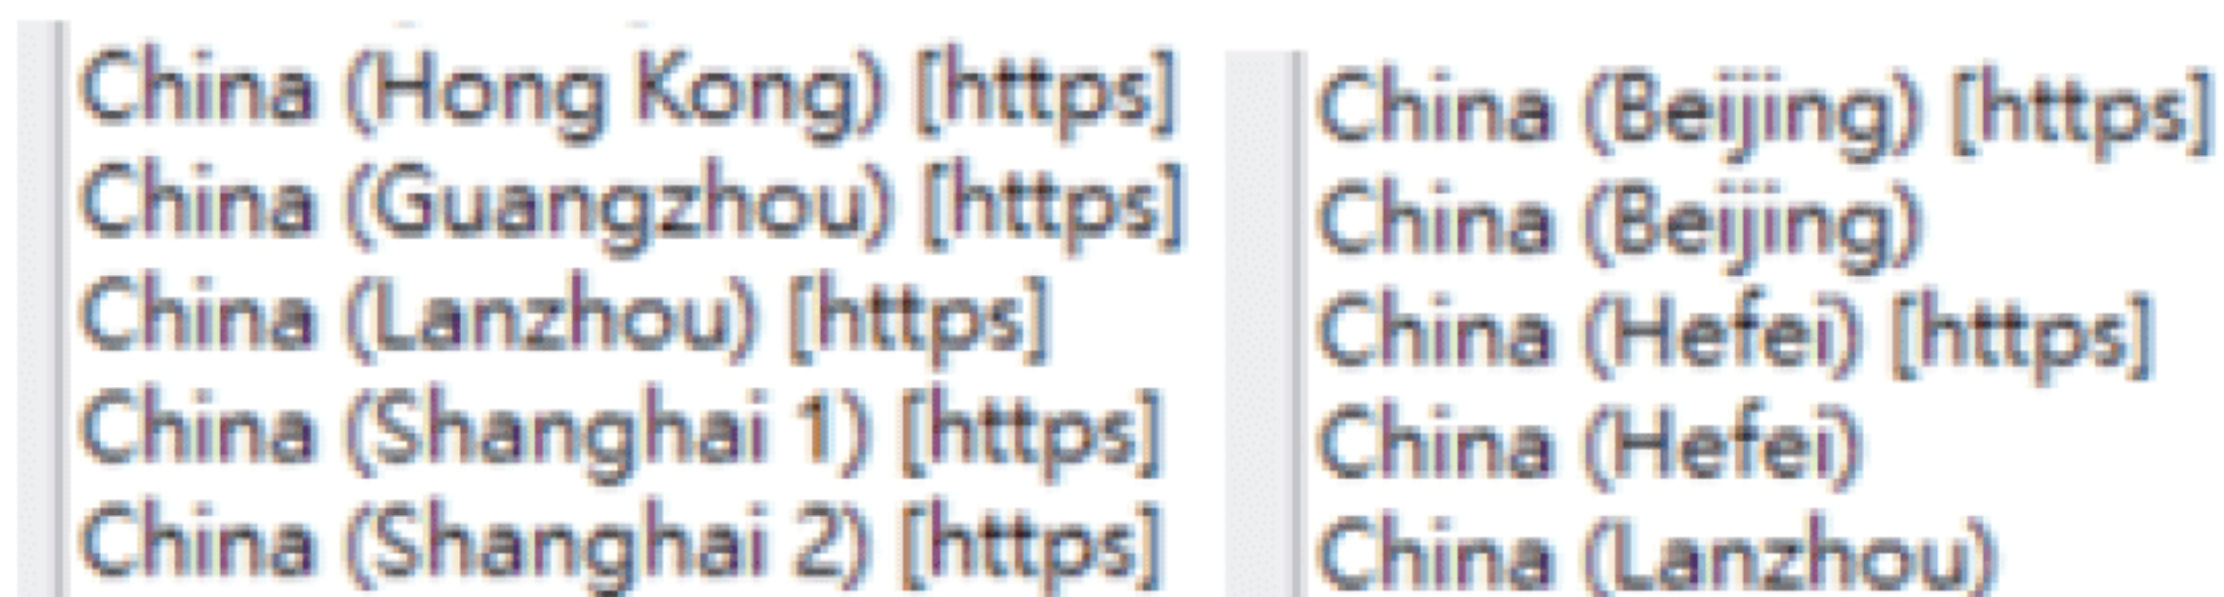 China (Hong Kong) [https]
China (Guangzhou) [https]
China (Lanzhou) [https]
China (Shanghai 1) [https]
China (Shanghai 2) [https]
China (Beijing) [https]
China (Beijing)
China (Hefei) [https]
China (Hefei)
China (Lanzhou)